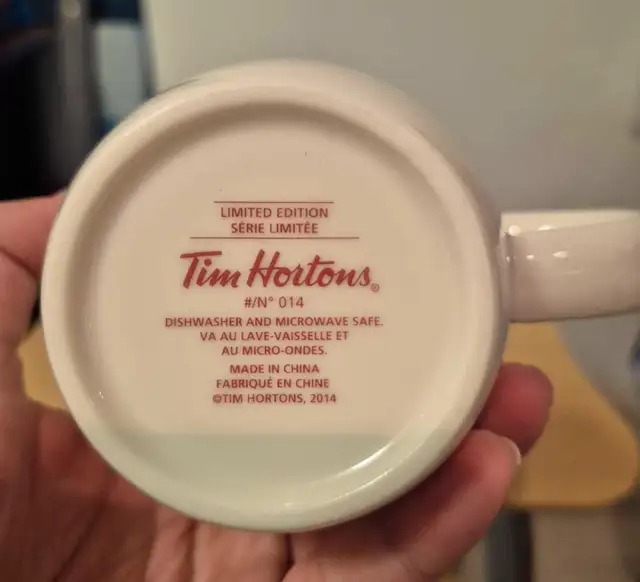 LIMITED EDITION
SÉRIE LIMITÉE
Tim Hortons®
#/N° 014
DISHWASHER AND MICROWAVE SAFE.
VA AU LAVE-VAISSELLE ET
AU MICRO-ONDES.
MADE IN CHINA
FABRIQUÉ EN CHINE
©TIM HORTONS, 2014